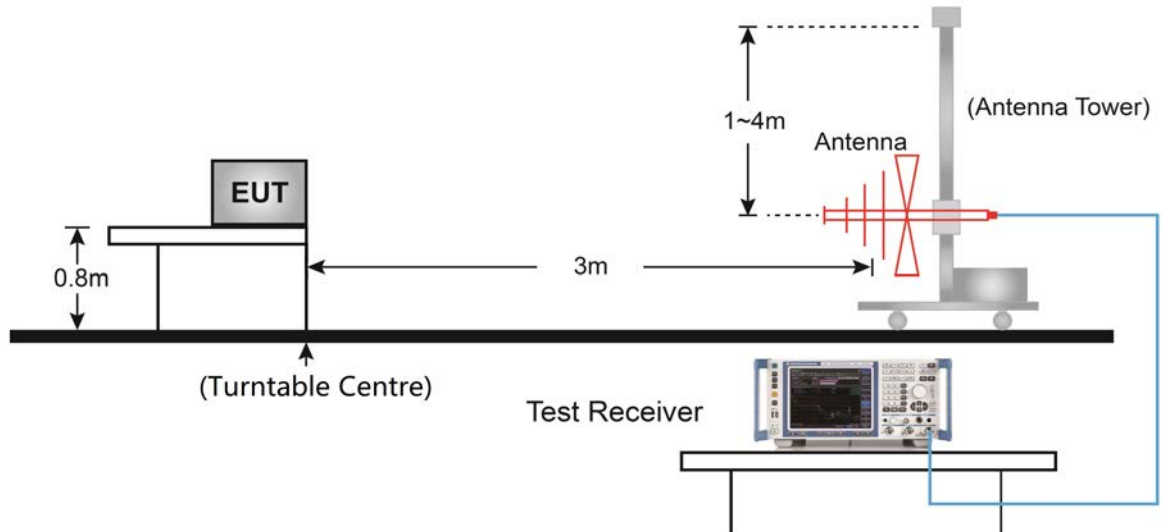 1~4m
(Antenna Tower)
Antenna
EUT
0.8m
3m
(Turntable Centre)
Test Receiver